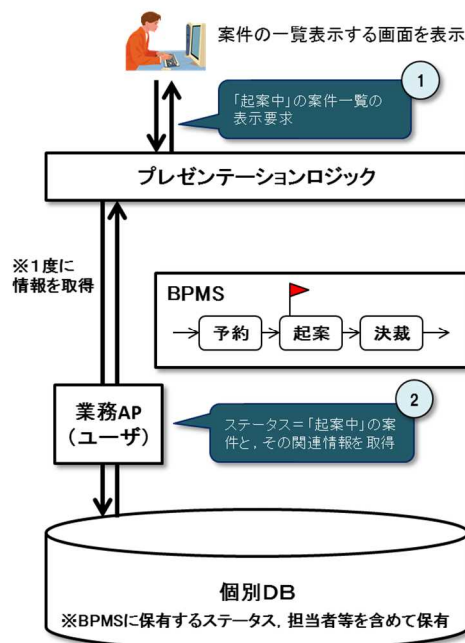 案件の一覧表示する画面を表示
1
「起案中」の案件一覧の
表示要求
プレゼンテーションロジック
※1度に
情報を取得
BPMS
予約
起案
決裁
業務AP
(ユーザ)
2
ステータス=「起案中」の案
件と,その関連情報を取得
個別DB
※BPMSに保有するステータス,担当者等を含めて保有